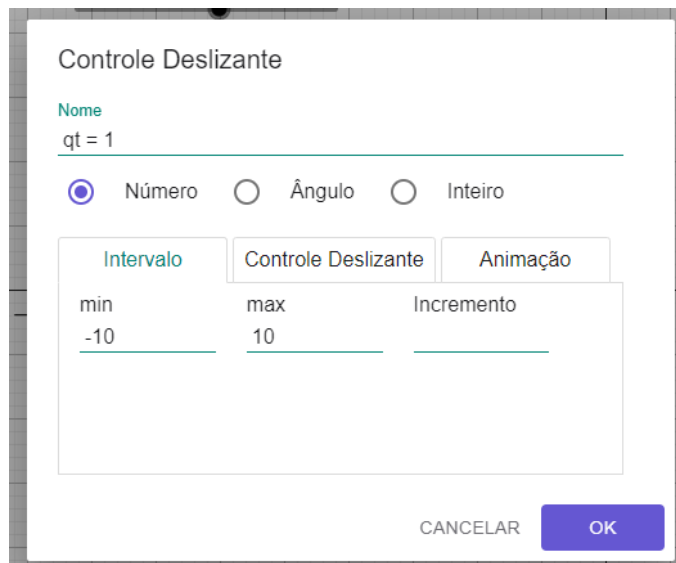 Controle Deslizante
Nome
qt = 1
Número Ângulo Inteiro
Intervalo Controle Deslizante Animação
min max Incremento
-10 10
CANCELAR OK